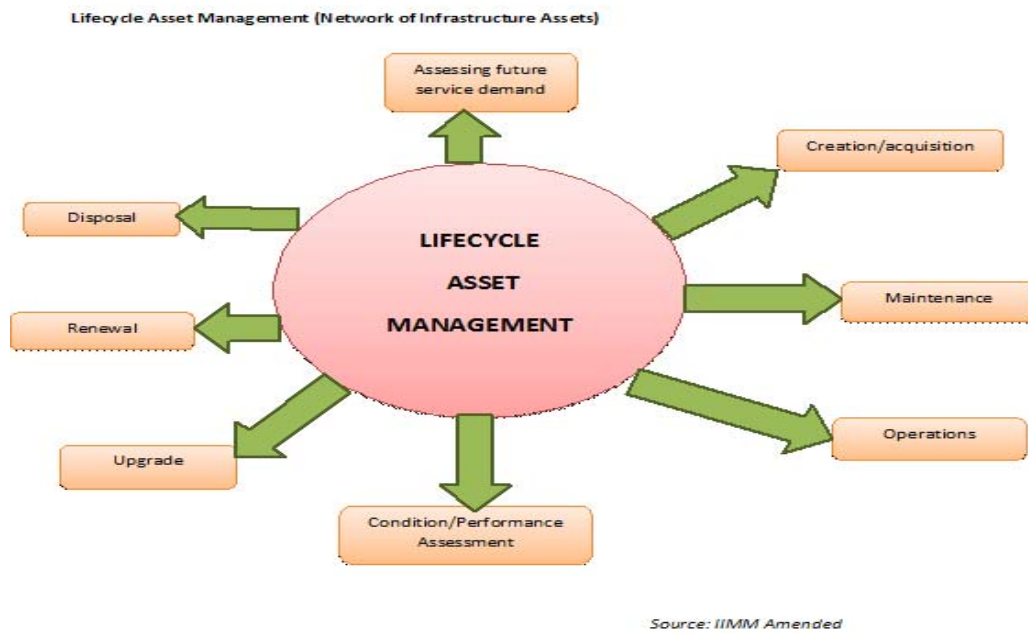 Lifecycle Asset Management (Network of Infrastructure Assets)
Assessing future
service demand
Creation/acquisition
Disposal
LIFECYCLE
ASSET
MANAGEMENT
Maintenance
Renewal
Operations
Upgrade
Condition/Performance
Assessment
Source: IIMM Amended